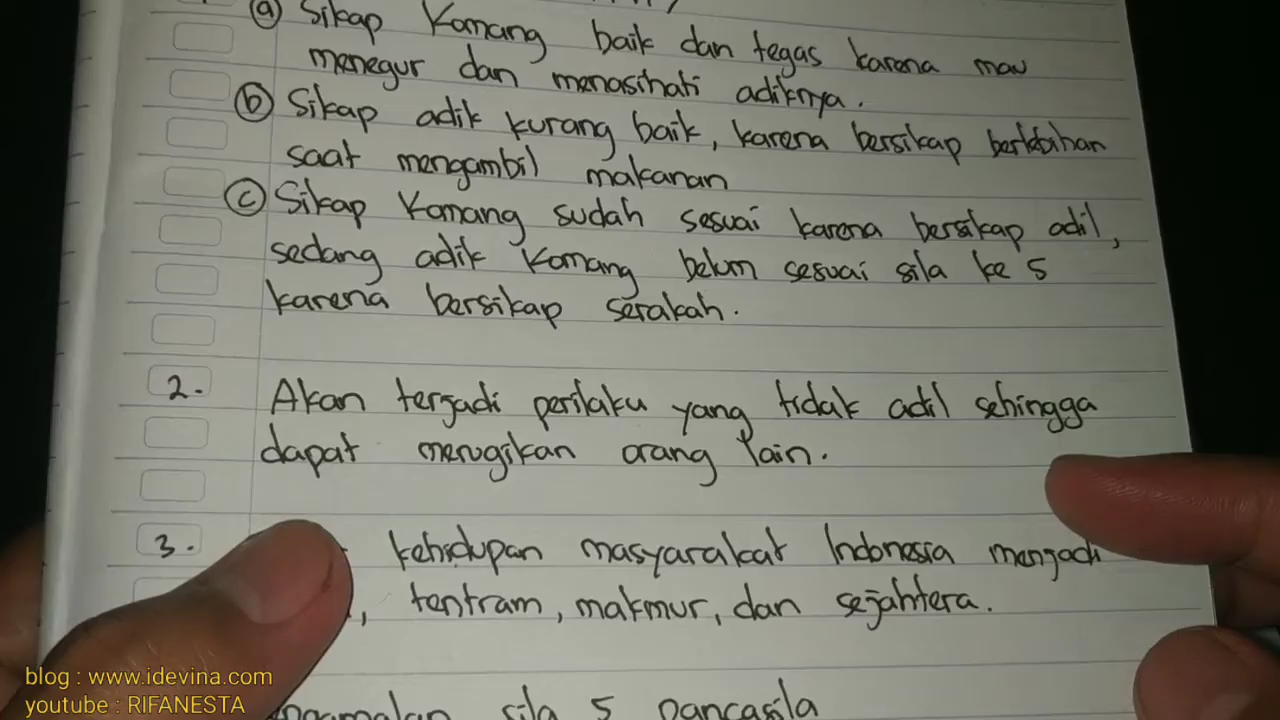 ⓐ Sikap Komang baik dan tegas karena mau
menegur dan menasihati adiknya.
ⓑ Sikap adik kurang baik, karena bersikap berlebihan
saat mengambil makanan
ⓒ Sikap Komang sudah sesuai karena bersikap adil,
sedang adik Komang belum sesuai sila ke 5
karena bersikap serakah.
2. Akan terjadi perilaku yang tidak adil sehingga
dapat merugikan orang lain.
3. kehidupan masyarakat Indonesia menjadi
, tentram, makmur, dan sejahtera.
sila 5 pancasila
blog : www.idevina.com
youtube : RIFANESTA